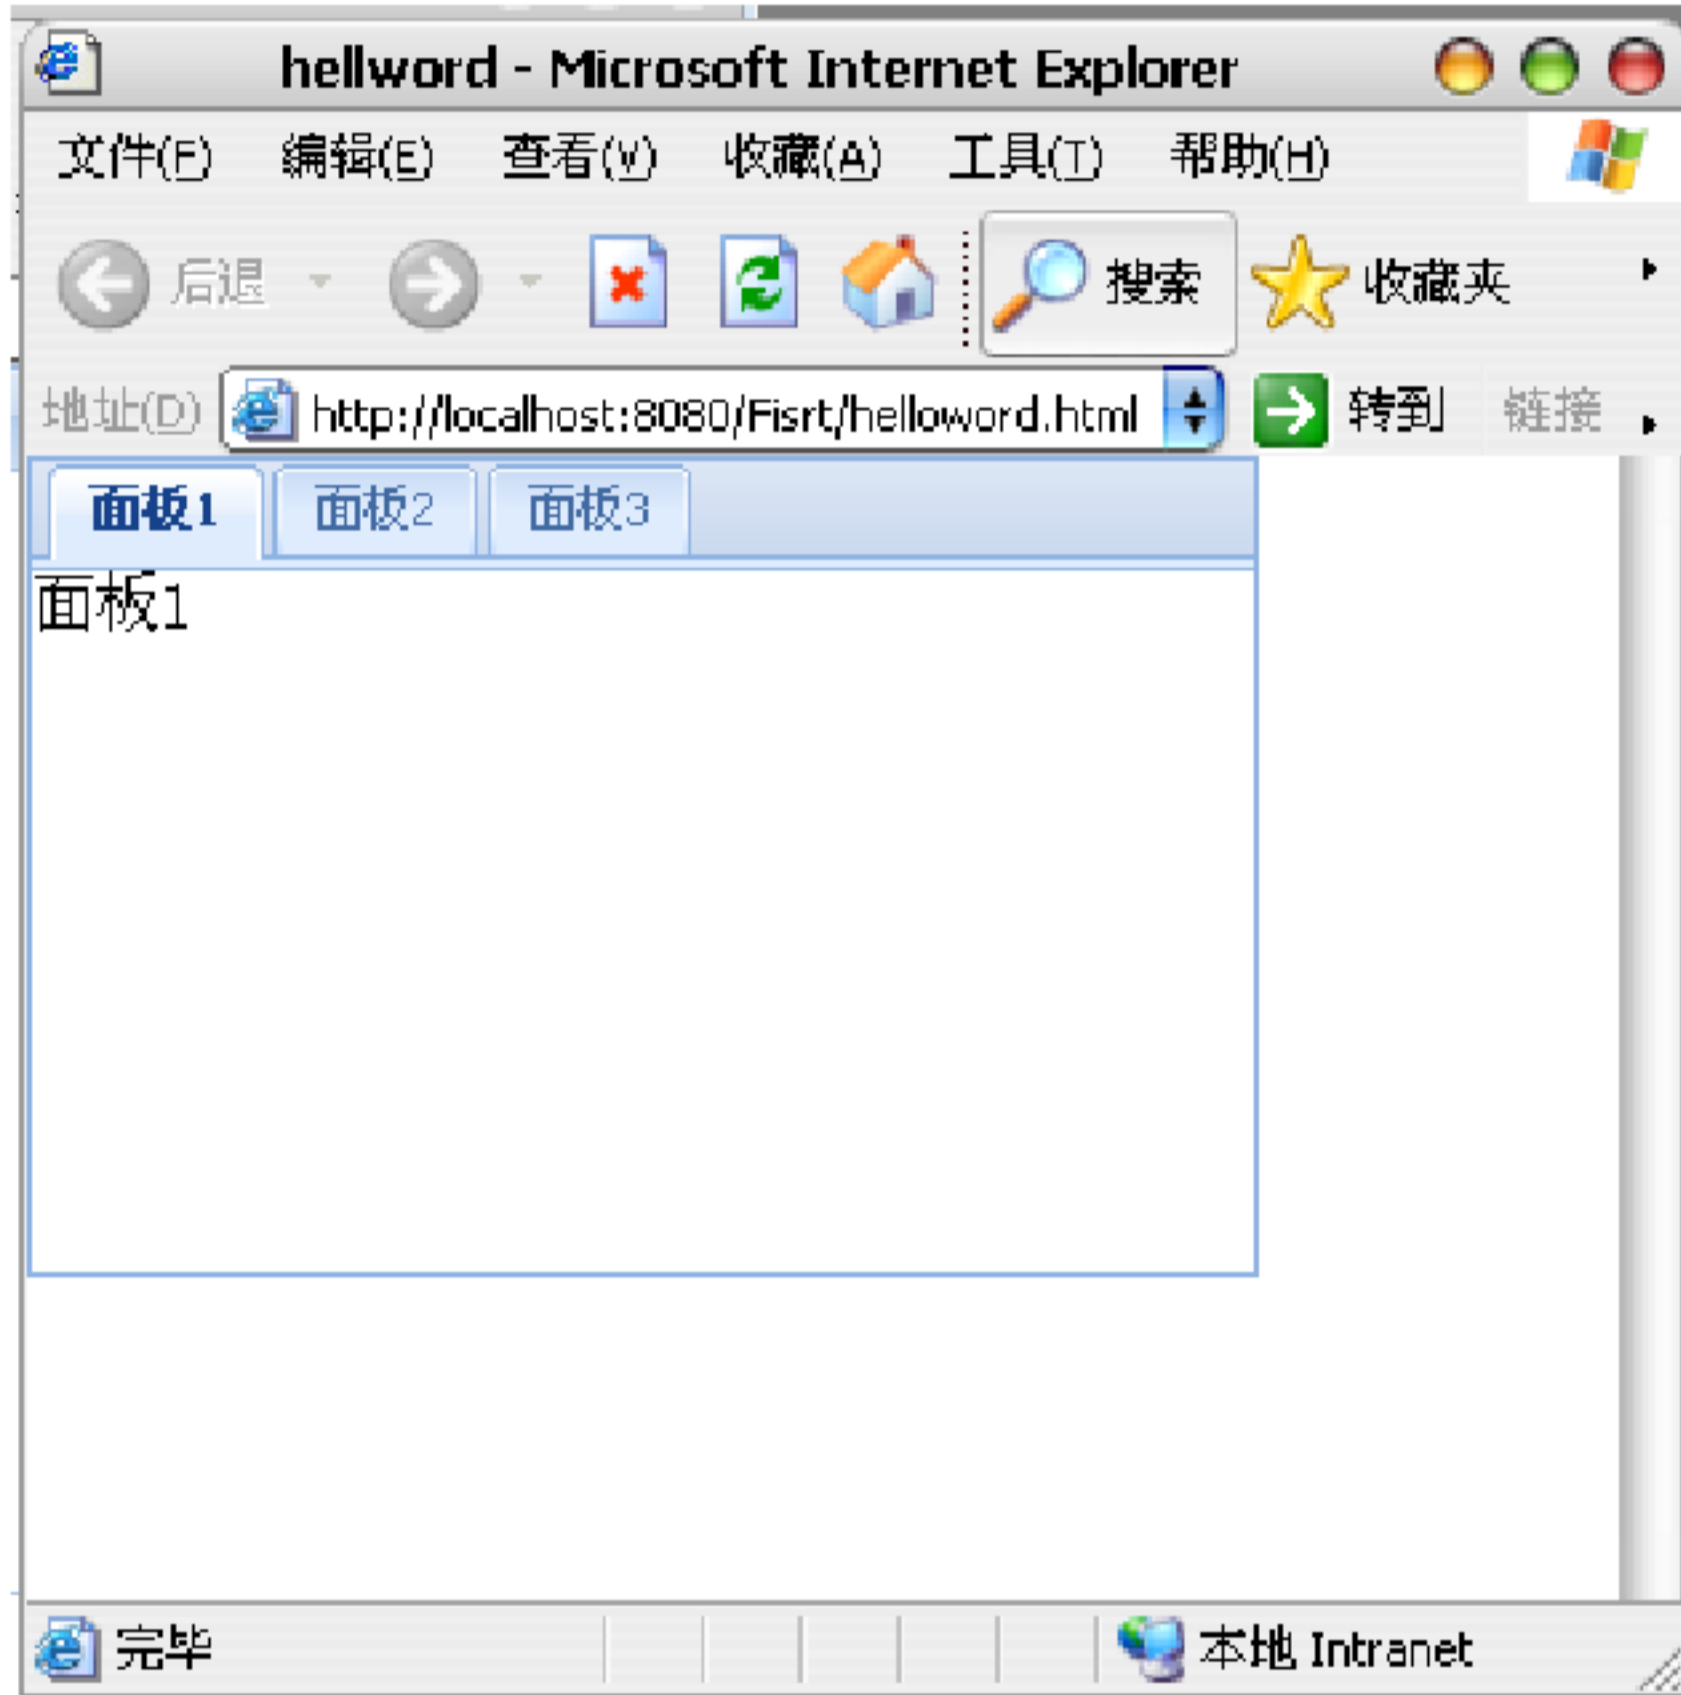 hellword - Microsoft Internet Explorer
文件(F) 编辑(E) 查看(V) 收藏(A) 工具(T) 帮助(H)
后退 搜索 收藏夹
地址(D) http://localhost:8080/Fisrt/helloword.html 转到 链接
面板1 面板2 面板3
面板1
完毕 本地 Intranet